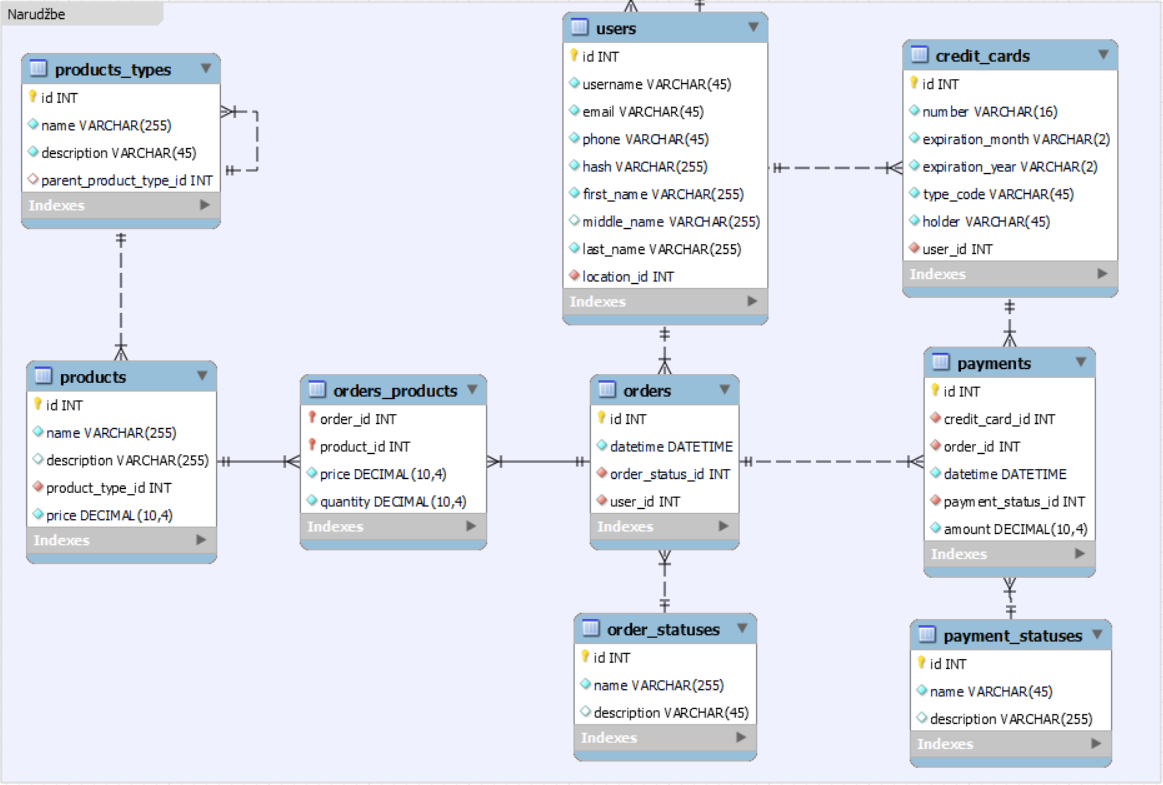 Narudžbe
products_types
id INT
name VARCHAR(255)
description VARCHAR(45)
parent_product_type_id INT
Indexes
users
id INT
username VARCHAR(45)
email VARCHAR(45)
phone VARCHAR(45)
hash VARCHAR(255)
first_name VARCHAR(255)
middle_name VARCHAR(255)
last_name VARCHAR(255)
location_id INT
Indexes
credit_cards
id INT
number VARCHAR(16)
expiration_month VARCHAR(2)
expiration_year VARCHAR(2)
type_code VARCHAR(45)
holder VARCHAR(45)
user_id INT
Indexes
products
id INT
name VARCHAR(255)
description VARCHAR(255)
product_type_id INT
price DECIMAL(10,4)
Indexes
orders_products
order_id INT
product_id INT
price DECIMAL(10,4)
quantity DECIMAL(10,4)
Indexes
orders
id INT
datetime DATETIME
order_status_id INT
user_id INT
Indexes
payments
id INT
credit_card_id INT
order_id INT
datetime DATETIME
payment_status_id INT
amount DECIMAL(10,4)
Indexes
order_statuses
id INT
name VARCHAR(255)
description VARCHAR(45)
Indexes
payment_statuses
id INT
name VARCHAR(45)
description VARCHAR(255)
Indexes